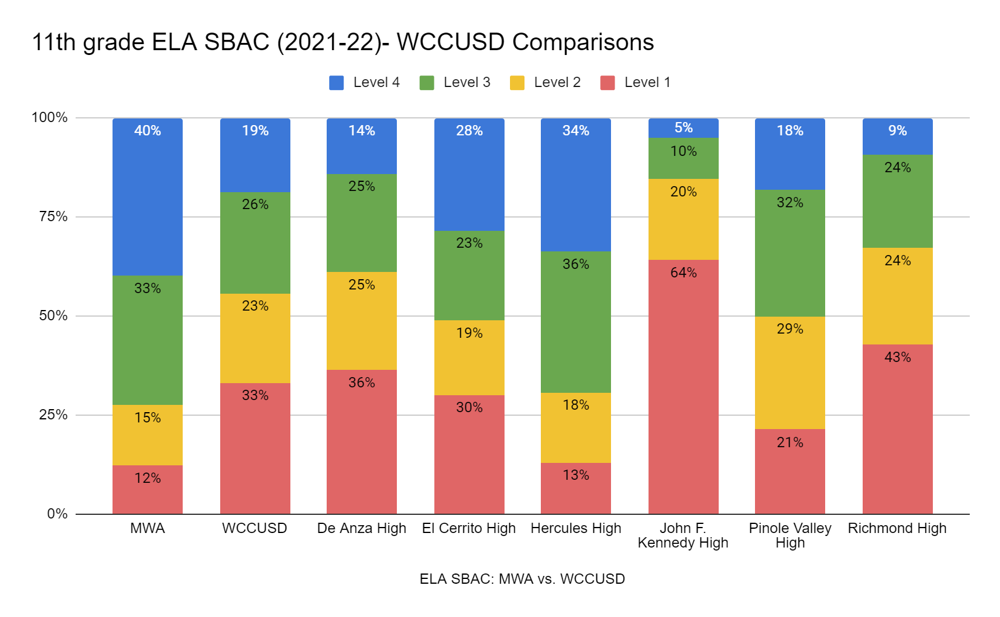 11th grade ELA SBAC (2021-22)- WCCUSD Comparisons
Level 4 Level 3 Level 2 Level 1
100%
75%
50%
25%
0%
40% 19% 14% 28% 34% 5% 18% 9%
33% 26% 25% 23% 36% 10% 32% 24%
15% 23% 25% 19% 18% 20% 29% 24%
12% 33% 36% 30% 13% 64% 21% 43%
MWA WCCUSD De Anza High El Cerrito High Hercules High John F. Pinole Valley Richmond High
Kennedy High High
ELA SBAC: MWA vs. WCCUSD